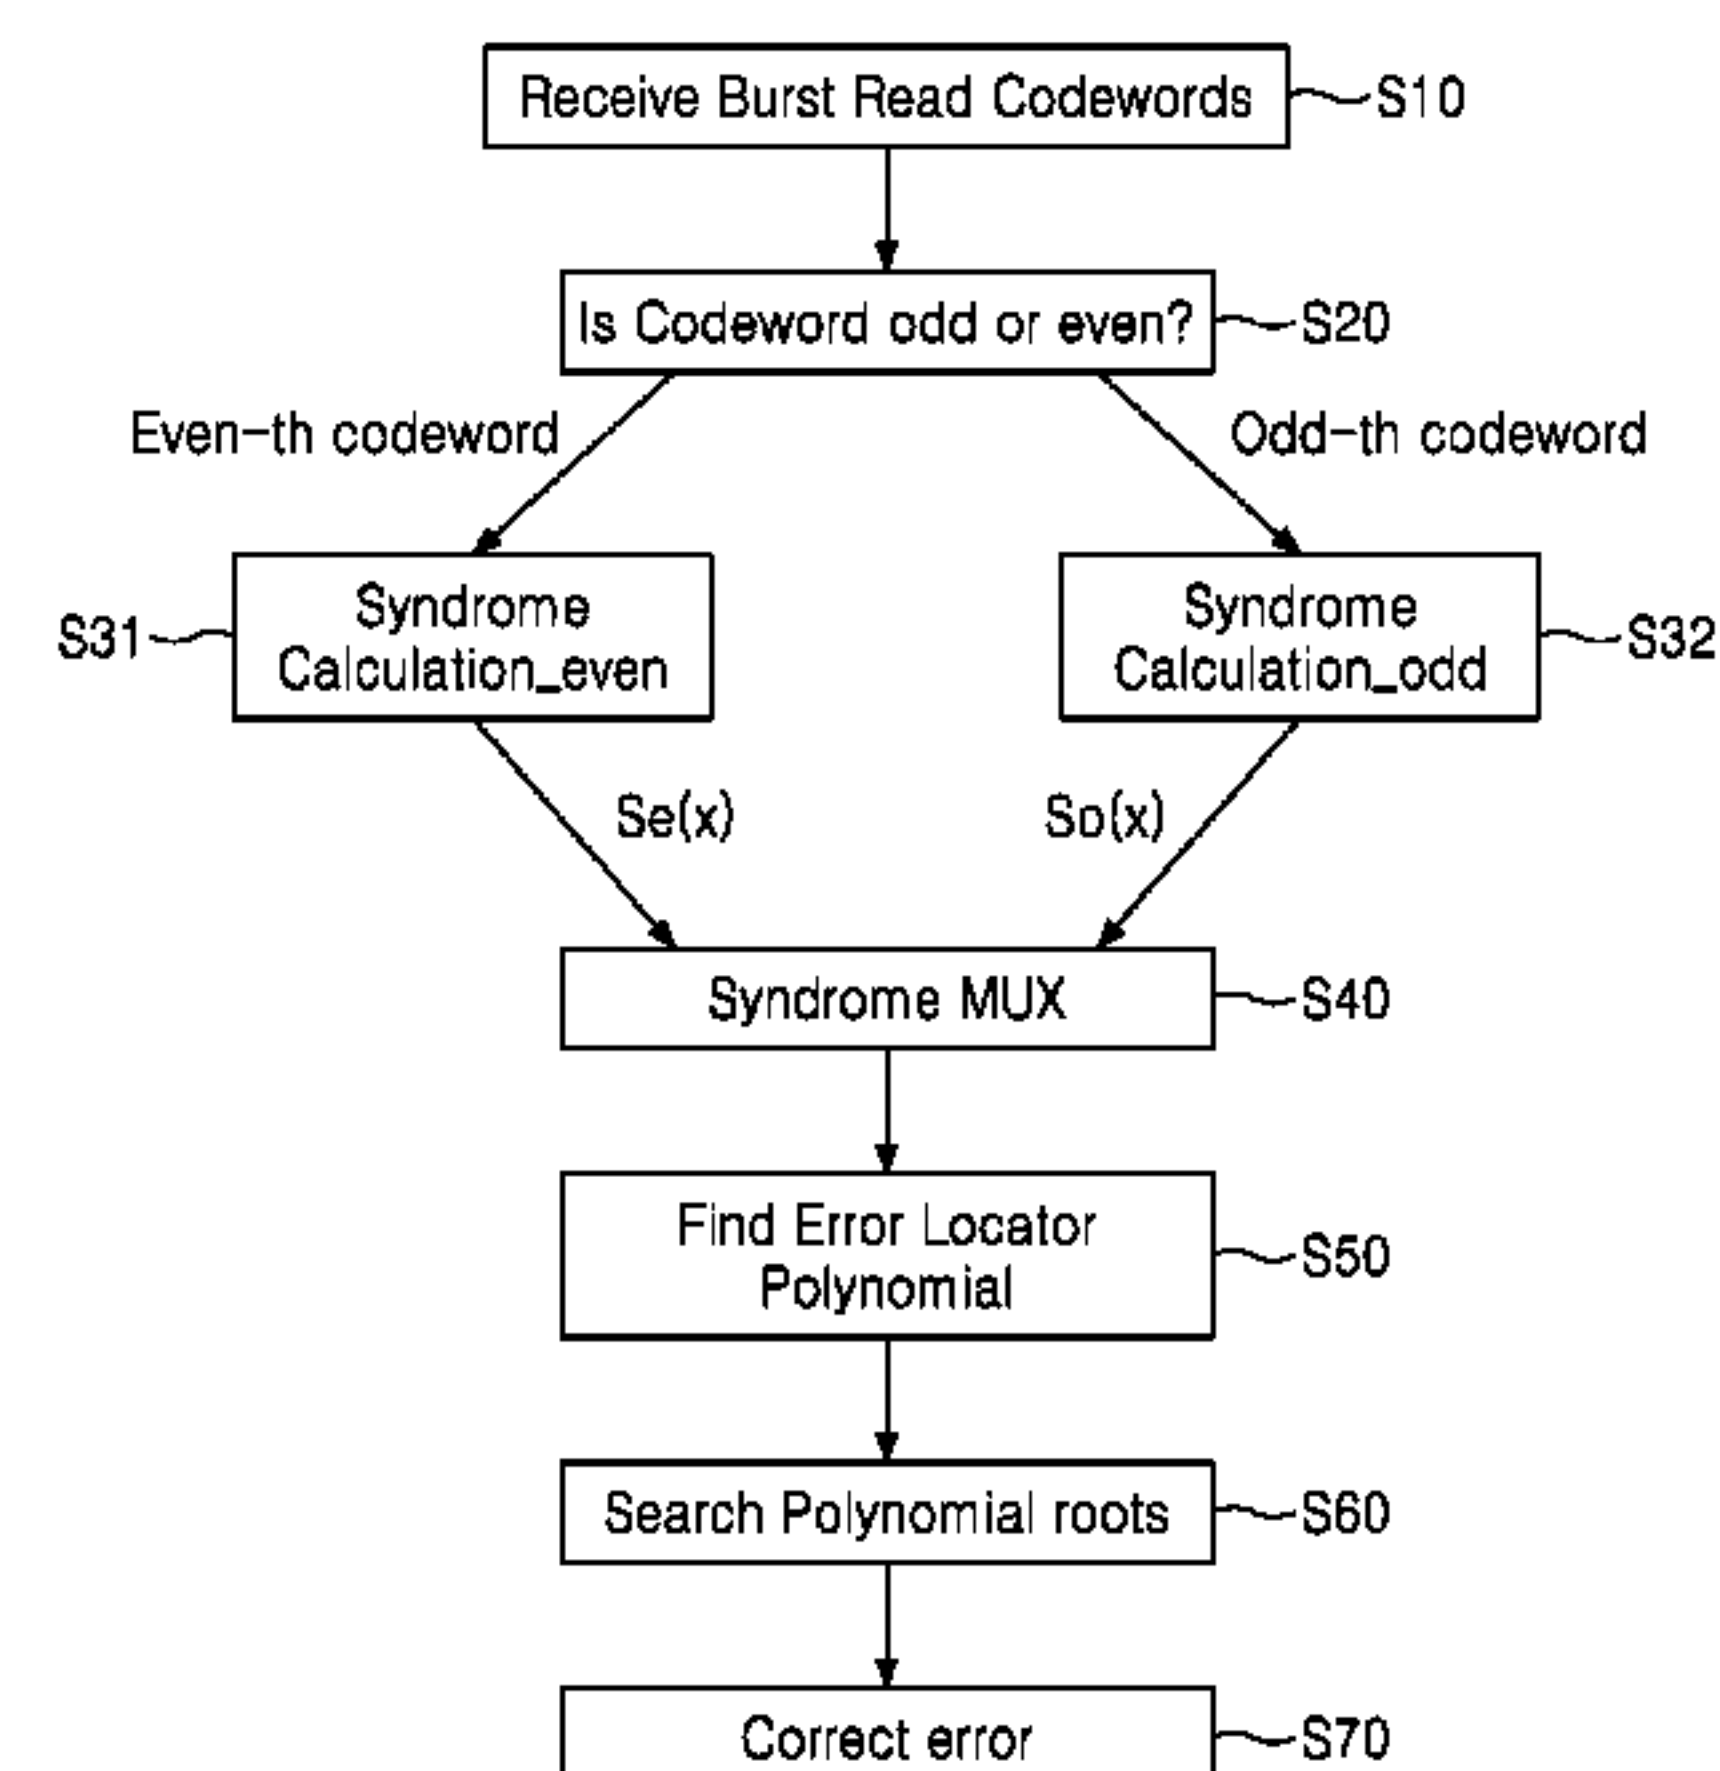 Receive Burst Read Codewords
S10
Is Codeword odd or even?
S20
Even-th codeword
Odd-th codeword
S31
Syndrome
Calculation_even
Syndrome
Calculation_odd
S32
Se(x)
So(x)
Syndrome MUX
S40
Find Error Locator
Polynomial
S50
Search Polynomial roots
S60
Correct error
S70